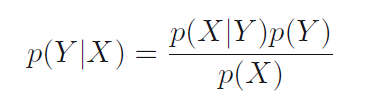 p(Y|X) = p(X|Y)p(Y) / p(X)